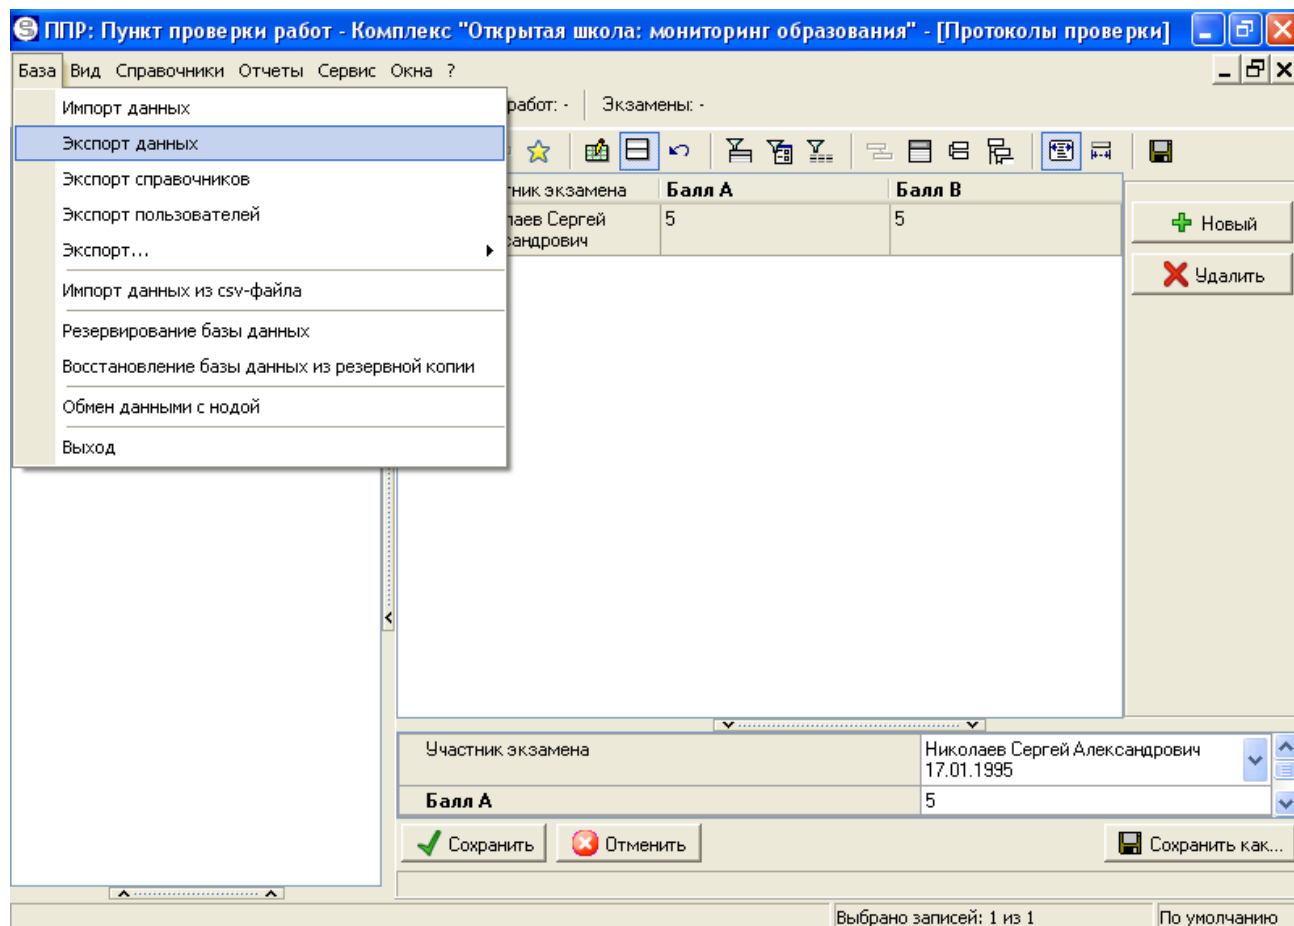 ППР: Пункт проверки работ - Комплекс "Открытая школа: мониторинг образования" - [Протоколы проверки]
База Вид Справочники Отчеты Сервис Окна ?
работ: - Экзамены: -
Импорт данных
Экспорт данных
Экспорт справочников
Экспорт пользователей
Экспорт...
Импорт данных из csv-файла
Резервирование базы данных
Восстановление базы данных из резервной копии
Обмен данными с нодой
Выход
ник экзамена Балл A Балл B
лаев Сергей 5 5
сандрович
Новый
Удалить
Участник экзамена Николаев Сергей Александрович
17.01.1995
Балл A 5
Сохранить Отменить Сохранить как...
Выбрано записей: 1 из 1 По умолчанию